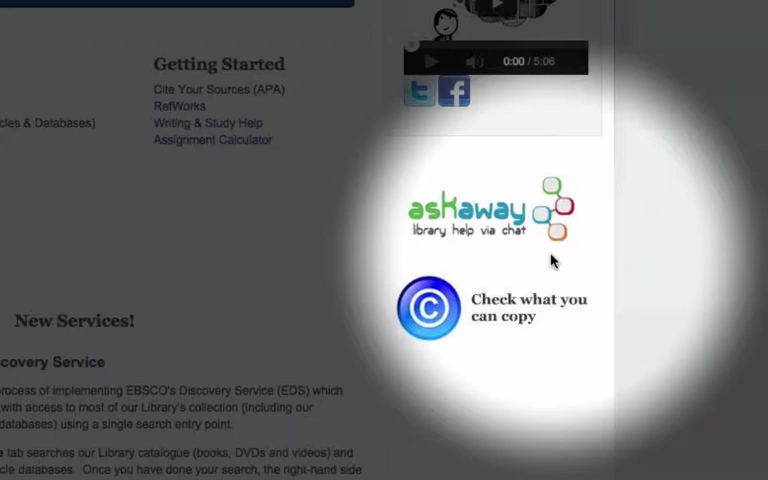 0:00 / 5:06
Getting Started
Cite Your Sources (APA)
RefWorks
cles & Databases)
Writing & Study Help
Assignment Calculator
askaway
library help via chat
Check what you
can copy
New Services!
covery Service
rocess of implementing EBSCO's Discovery Service (EDS) which
with access to most of our Library's collection (including our
databases) using a single search entry point.
tab searches our Library catalogue (books, DVDs and videos) and
cle databases. Once you have done your search, the right-hand side